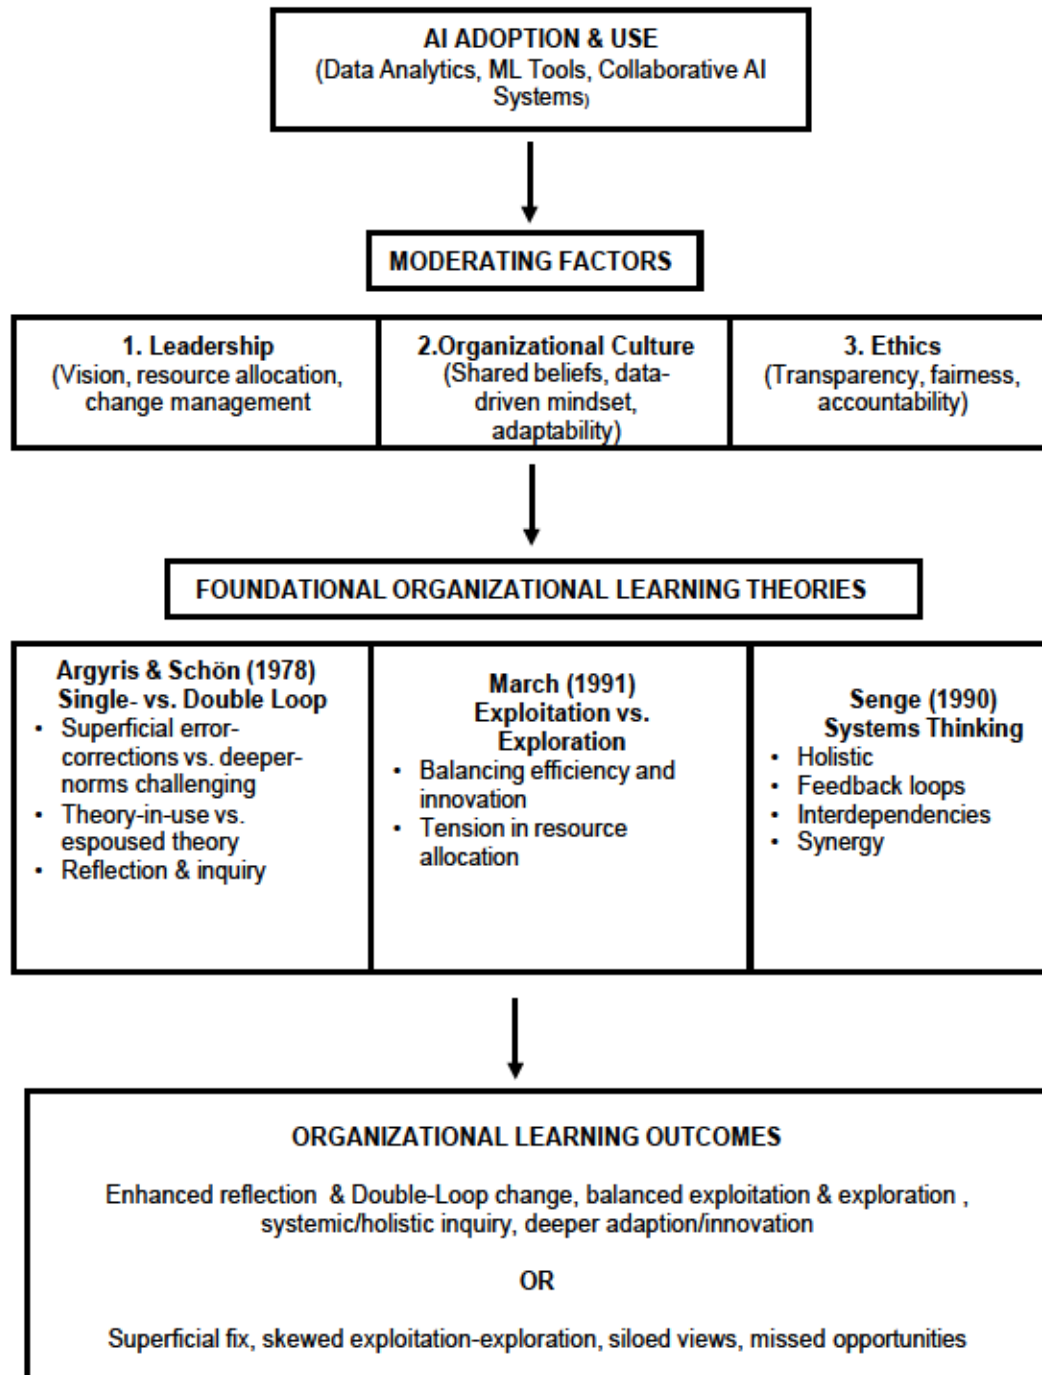 AI ADOPTION & USE
(Data Analytics, ML Tools, Collaborative AI
Systems)
MODERATING FACTORS
1. Leadership
(Vision, resource allocation,
change management
2.Organizational Culture
(Shared beliefs, data-
driven mindset,
adaptability)
3. Ethics
(Transparency, fairness,
accountability)
FOUNDATIONAL ORGANIZATIONAL LEARNING THEORIES
Argyris & Schön (1978)
Single- vs. Double Loop
• Superficial error-
corrections vs. deeper-
norms challenging
• Theory-in-use vs.
espoused theory
• Reflection & inquiry
March (1991)
Exploitation vs.
Exploration
• Balancing efficiency and
innovation
• Tension in resource
allocation
Senge (1990)
Systems Thinking
• Holistic
• Feedback loops
• Interdependencies
• Synergy
ORGANIZATIONAL LEARNING OUTCOMES
Enhanced reflection & Double-Loop change, balanced exploitation & exploration ,
systemic/holistic inquiry, deeper adaption/innovation
OR
Superficial fix, skewed exploitation-exploration, siloed views, missed opportunities